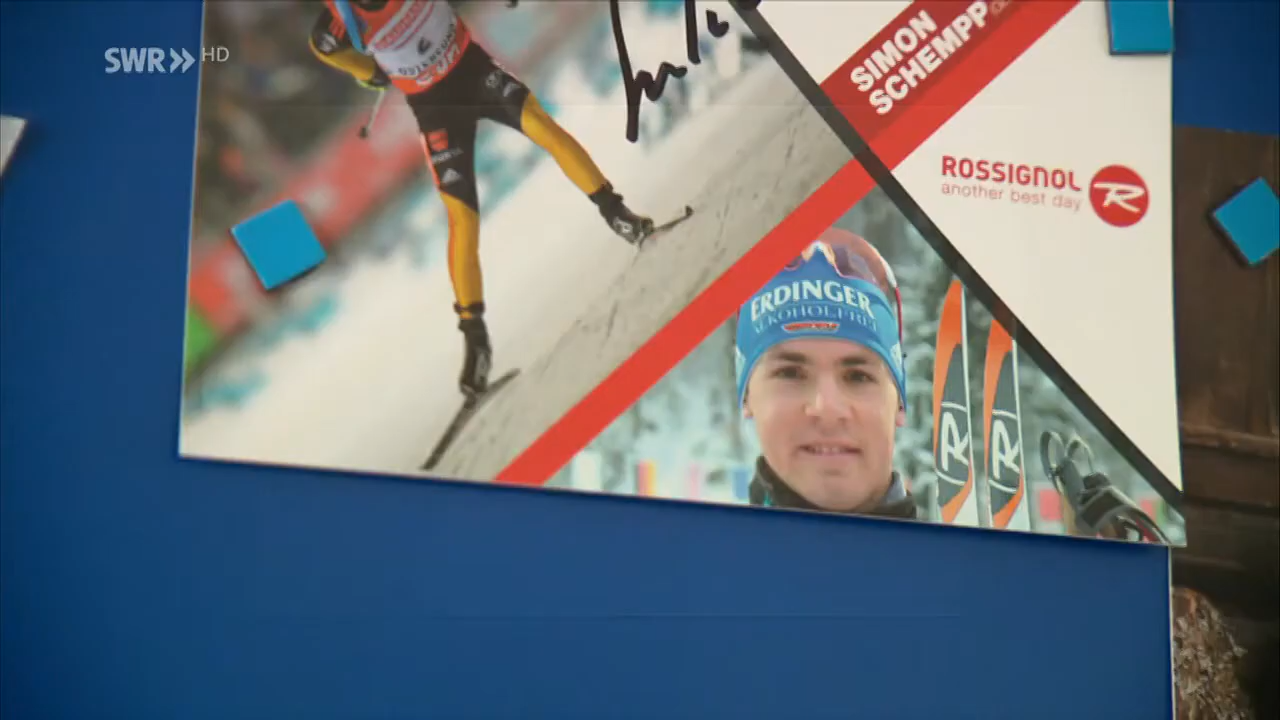 SWR HD
SIMON
SCHEMPP
ROSSIGNOL
another best day
R
ERDINGER
ALKOHOLFREI
R
R